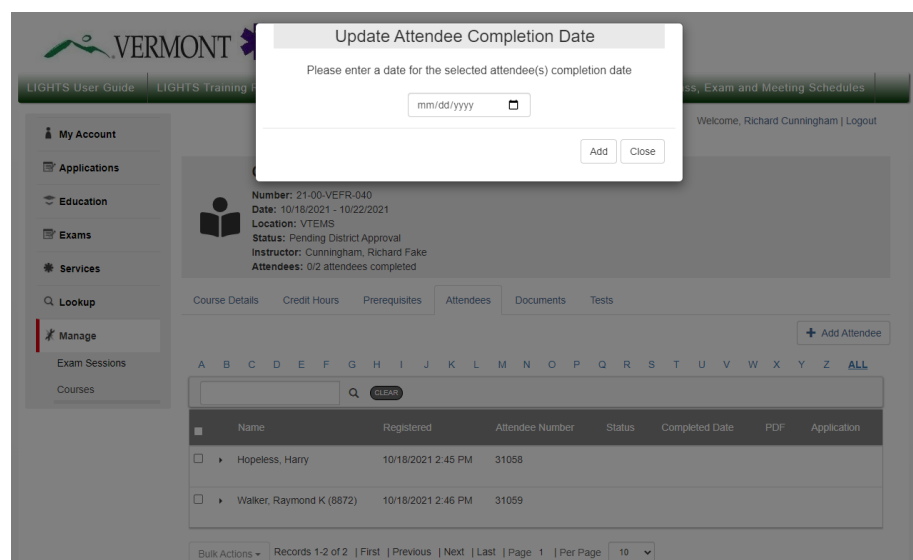 VERMONT
Update Attendee Completion Date
Please enter a date for the selected attendee(s) completion date
mm/dd/yyyy
Add Close
LIGHTS User Guide LIGHTS Training Exam and Meeting Schedules
Welcome, Richard Cunningham | Logout
My Account
Applications
Education
Exams
Services
Lookup
Manage
Exam Sessions
Courses
Number: 21-00-VEFR-040
Date: 10/18/2021 - 10/22/2021
Location: VTEMS
Status: Pending District Approval
Instructor: Cunningham, Richard Fake
Attendees: 0/2 attendees completed
Course Details Credit Hours Prerequisites Attendees Documents Tests
+ Add Attendee
A B C D E F G H I J K L M N O P Q R S T U V W X Y Z ALL
CLEAR
Name Registered Attendee Number Status Completed Date PDF Application
Hopeless, Harry 10/18/2021 2:45 PM 31058
Walker, Raymond K (8872) 10/18/2021 2:46 PM 31059
Bulk Actions Records 1-2 of 2 | First | Previous | Next | Last | Page 1 | Per Page 10